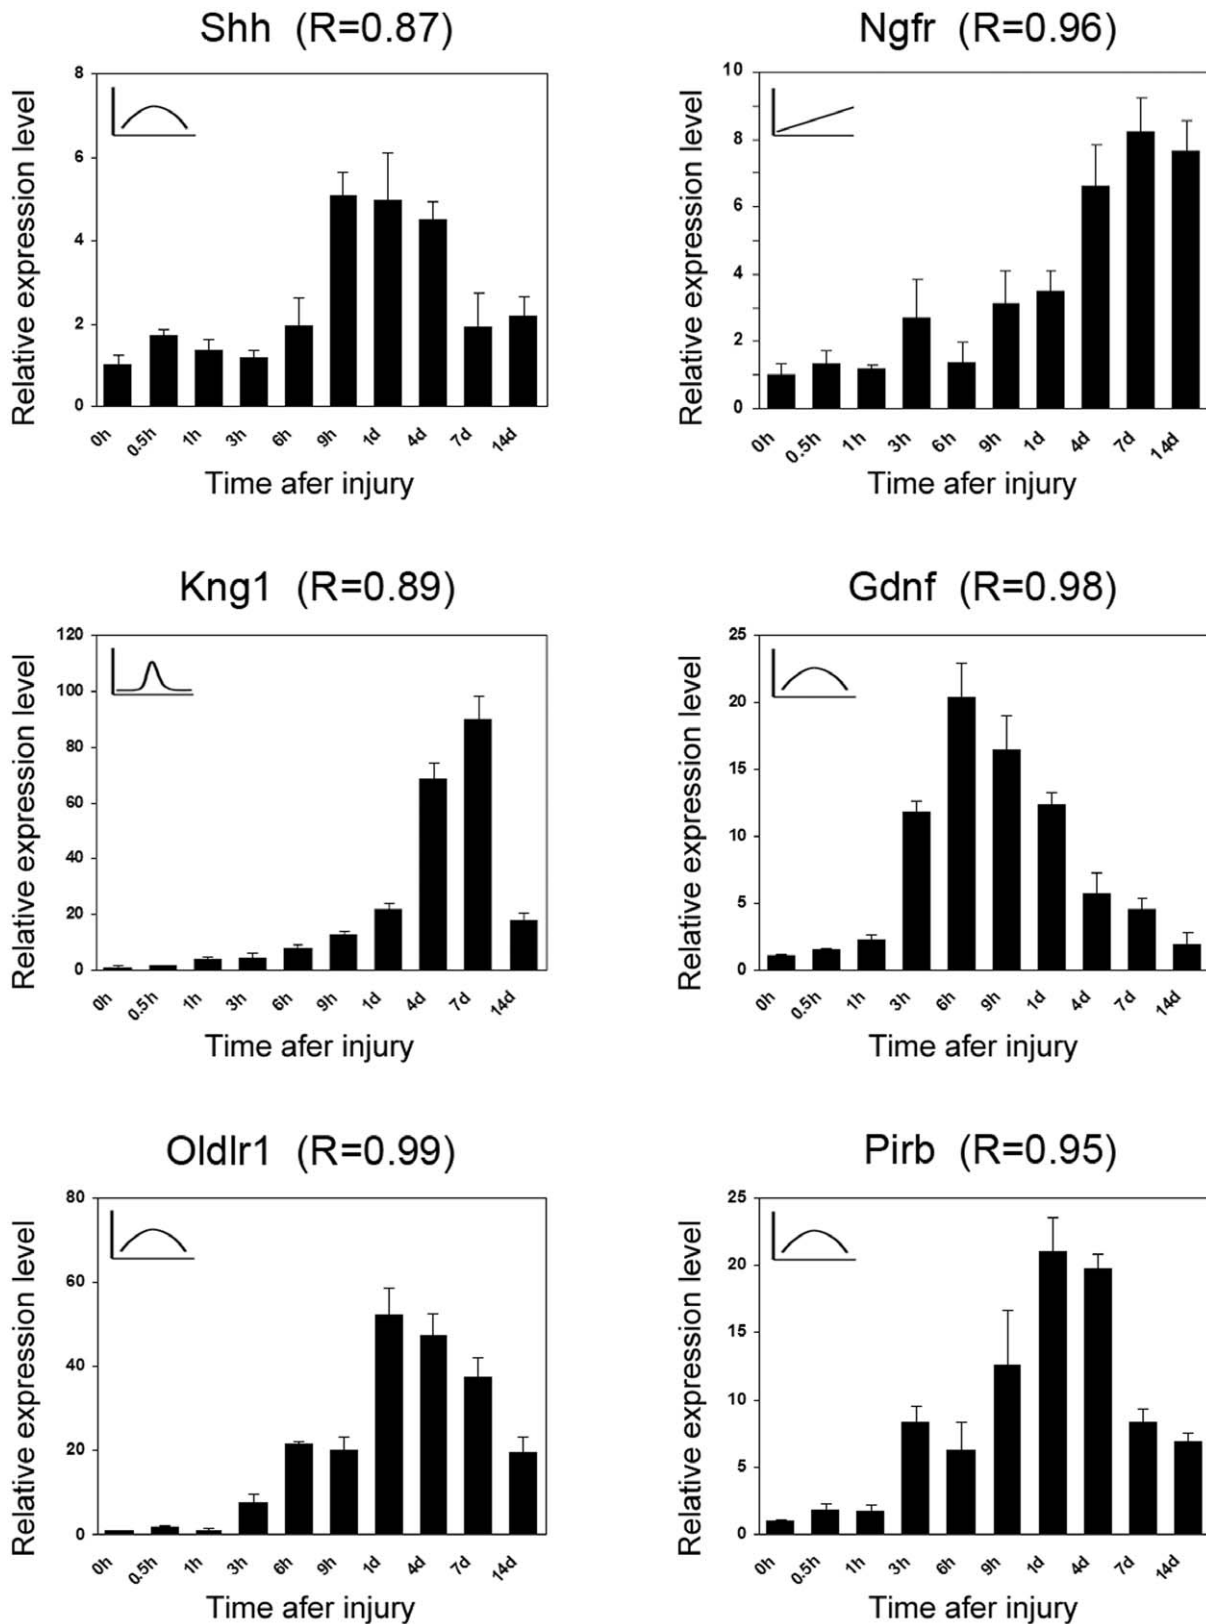 Shh (R=0.87)
Relative expression level
8
6
4
2
0
0h 0.5h 1h 3h 6h 9h 1d 4d 7d 14d
Time afer injury
Ngfr (R=0.96)
Relative expression level
10
8
6
4
2
0
0h 0.5h 1h 3h 6h 9h 1d 4d 7d 14d
Time afer injury
Kng1 (R=0.89)
Relative expression level
120
100
80
60
40
20
0
0h 0.5h 1h 3h 6h 9h 1d 4d 7d 14d
Time afer injury
Gdnf (R=0.98)
Relative expression level
25
20
15
10
5
0
0h 0.5h 1h 3h 6h 9h 1d 4d 7d 14d
Time afer injury
Oldlr1 (R=0.99)
Relative expression level
80
60
40
20
0
0h 0.5h 1h 3h 6h 9h 1d 4d 7d 14d
Time afer injury
Pirb (R=0.95)
Relative expression level
25
20
15
10
5
0
0h 0.5h 1h 3h 6h 9h 1d 4d 7d 14d
Time afer injury